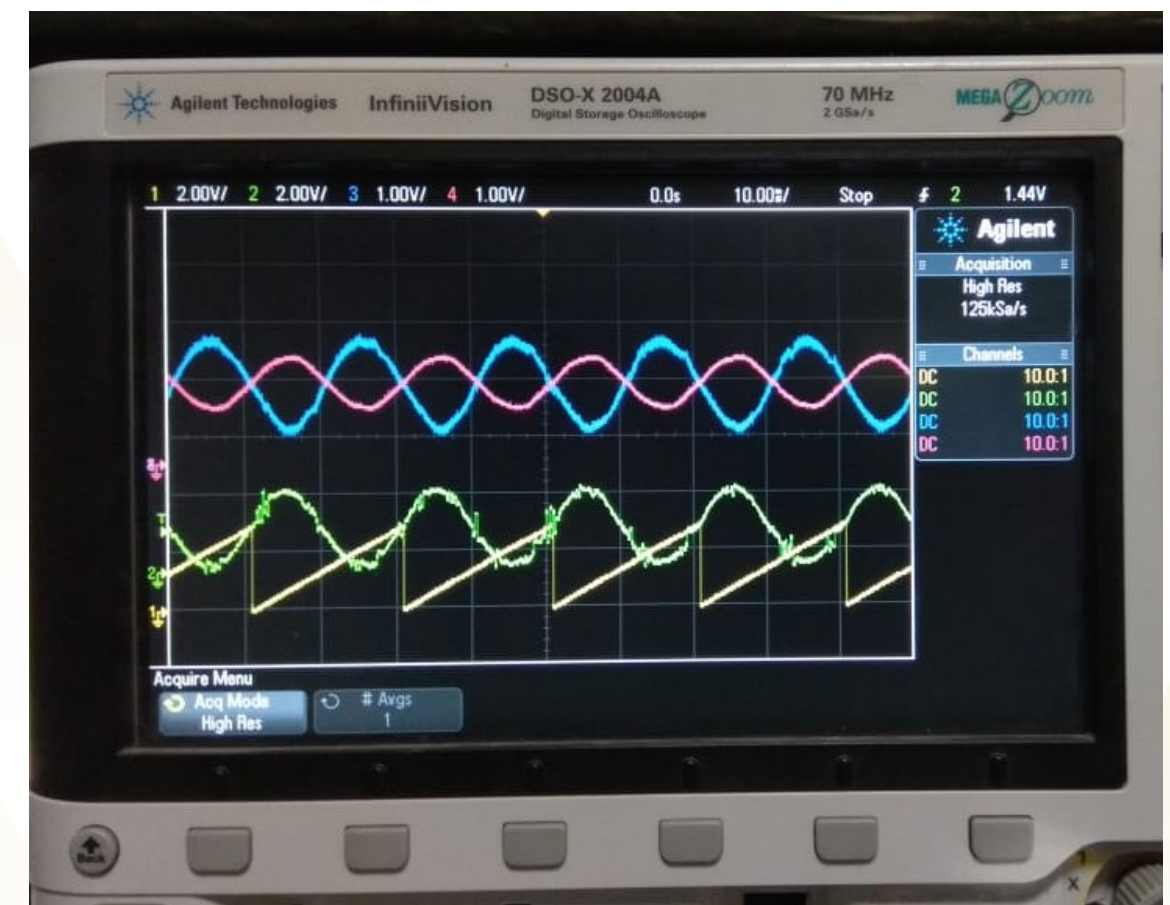 Agilent Technologies InfiniiVision DSO-X 2004A 70 MHz MEGA Zoom
Digital Storage Oscilloscope 2 GSa/s
1 2.00V/ 2 2.00V/ 3 1.00V/ 4 1.00V/ 0.0s 10.00ms/ Stop 2 1.44V
Agilent
Acquisition
High Res
125kSa/s
Channels
DC 10.0:1
DC 10.0:1
DC 10.0:1
DC 10.0:1
T
2
1
Acquire Menu
Acq Mode # Avgs
High Res 1
Back
X